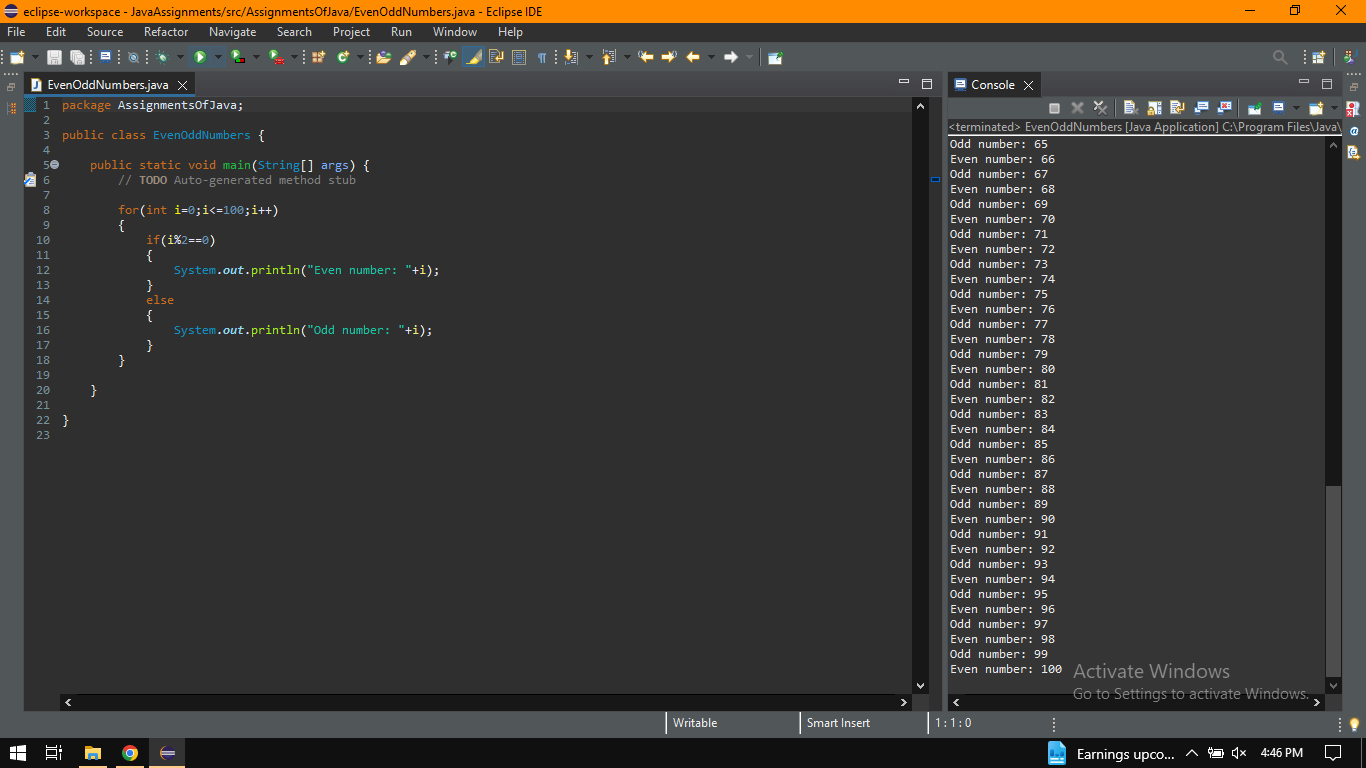 eclipse-workspace - JavaAssignments/src/AssignmentsOfJava/EvenOddNumbers.java - Eclipse IDE
File Edit Source Refactor Navigate Search Project Run Window Help
EvenOddNumbers.java
1 package AssignmentsOfJava;
2
3 public class EvenOddNumbers {
4
5 public static void main(String[] args) {
6 // TODO Auto-generated method stub
7
8 for(int i=0;i<=100;i++)
9 {
10 if(i%2==0)
11 {
12 System.out.println("Even number: "+i);
13 }
14 else
15 {
16 System.out.println("Odd number: "+i);
17 }
18 }
19
20 }
21
22 }
23
Console
<terminated> EvenOddNumbers [Java Application] C:\Program Files\Java\
Odd number: 65
Even number: 66
Odd number: 67
Even number: 68
Odd number: 69
Even number: 70
Odd number: 71
Even number: 72
Odd number: 73
Even number: 74
Odd number: 75
Even number: 76
Odd number: 77
Even number: 78
Odd number: 79
Even number: 80
Odd number: 81
Even number: 82
Odd number: 83
Even number: 84
Odd number: 85
Even number: 86
Odd number: 87
Even number: 88
Odd number: 89
Even number: 90
Odd number: 91
Even number: 92
Odd number: 93
Even number: 94
Odd number: 95
Even number: 96
Odd number: 97
Even number: 98
Odd number: 99
Even number: 100
Activate Windows
Go to Settings to activate Windows.
Writable Smart Insert 1 : 1 : 0
Earnings upco... 4:46 PM